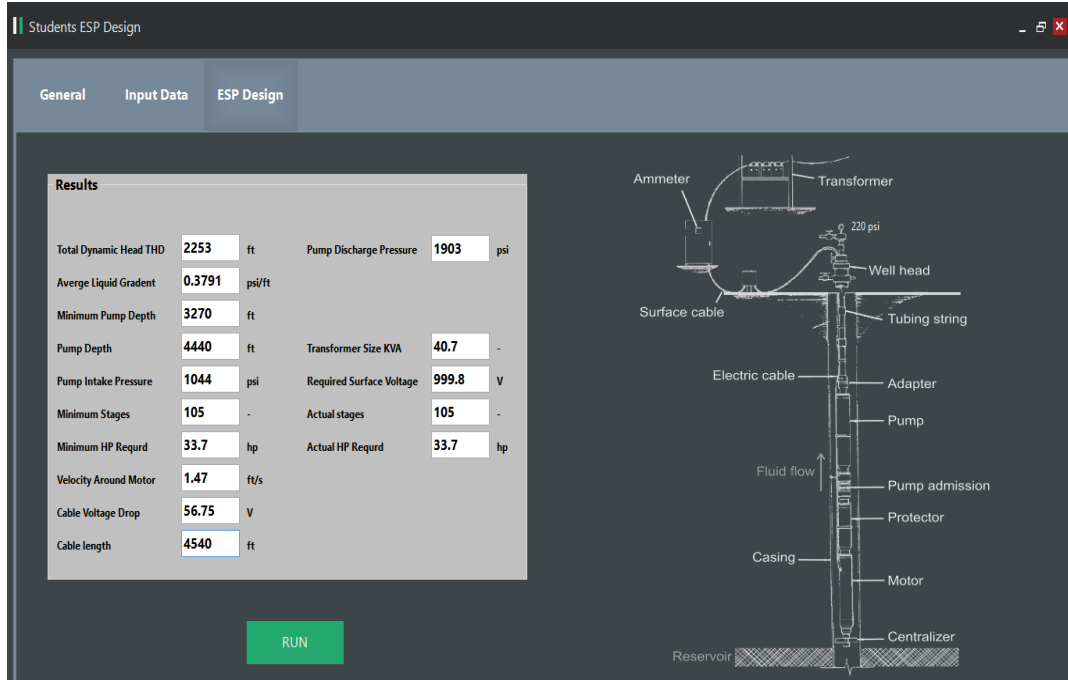 Students ESP Design
General Input Data ESP Design
Results
Total Dynamic Head THD 2253 ft Pump Discharge Pressure 1903 psi
Averge Liquid Gradent 0.3791 psi/ft
Minimum Pump Depth 3270 ft
Pump Depth 4440 ft Transformer Size KVA 40.7 -
Pump Intake Pressure 1044 psi Required Surface Voltage 999.8 V
Minimum Stages 105 - Actual stages 105 -
Minimum HP Requrd 33.7 hp Actual HP Requrd 33.7 hp
Velocity Around Motor 1.47 ft/s
Cable Voltage Drop 56.75 V
Cable length 4540 ft
RUN
Ammeter
Transformer
220 psi
Well head
Surface cable
Tubing string
Electric cable
Adapter
Pump
Fluid flow
Pump admission
Protector
Casing
Motor
Centralizer
Reservoir